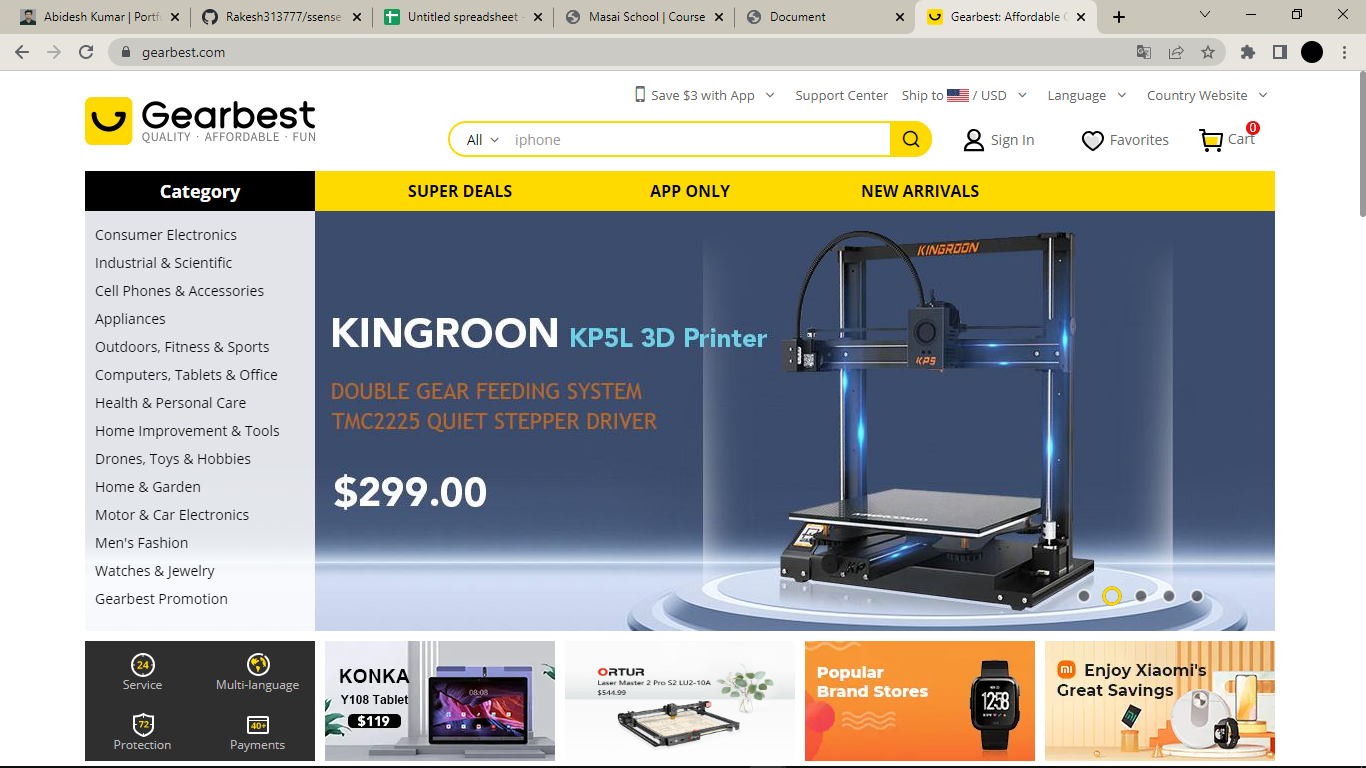 Abidesh Kumar | Portf
Rakesh313777/ssense
Untitled spreadsheet -
Masai School | Course
Document
Gearbest: Affordable
gearbest.com
Gearbest
QUALITY · AFFORDABLE · FUN
Save $3 with App
Support Center
Ship to / USD
Language
Country Website
All
iphone
Sign In
Favorites
0
Cart
Category
SUPER DEALS
APP ONLY
NEW ARRIVALS
Consumer Electronics
Industrial & Scientific
Cell Phones & Accessories
Appliances
Outdoors, Fitness & Sports
Computers, Tablets & Office
Health & Personal Care
Home Improvement & Tools
Drones, Toys & Hobbies
Home & Garden
Motor & Car Electronics
Men's Fashion
Watches & Jewelry
Gearbest Promotion
KINGROON KP5L 3D Printer
DOUBLE GEAR FEEDING SYSTEM
TMC2225 QUIET STEPPER DRIVER
$299.00
KINGROON
KP5
KP
24
Service
Multi-language
72
Protection
40+
Payments
KONKA
Y108 Tablet
$119
08:08
ORTUR
Laser Master 2 Pro S2 LU2-10A
$544.99
Popular
Brand Stores
12:58
Enjoy Xiaomi's
Great Savings